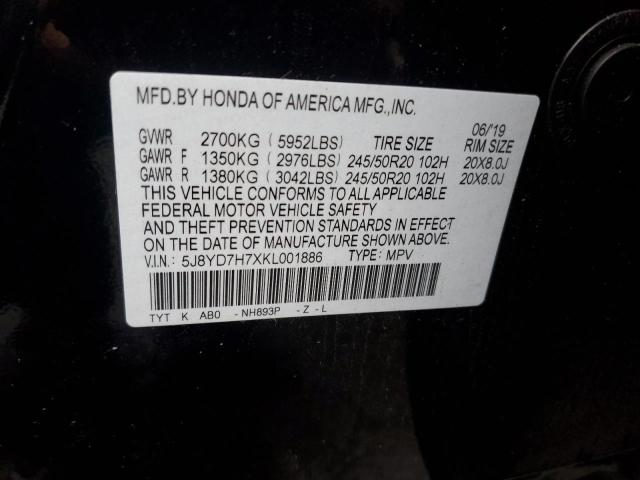 MFD.BY HONDA OF AMERICA MFG.,INC.
06/'19
GVWR 2700KG (5952LBS) TIRE SIZE RIM SIZE
GAWR F 1350KG (2976LBS) 245/50R20 102H 20X8.0J
GAWR R 1380KG (3042LBS) 245/50R20 102H 20X8.0J
THIS VEHICLE CONFORMS TO ALL APPLICABLE
FEDERAL MOTOR VEHICLE SAFETY
AND THEFT PREVENTION STANDARDS IN EFFECT
ON THE DATE OF MANUFACTURE SHOWN ABOVE.
V.I.N.: 5J8YD7H7XKL001886 TYPE: MPV
TYT K AB0 - NH893P - Z - L